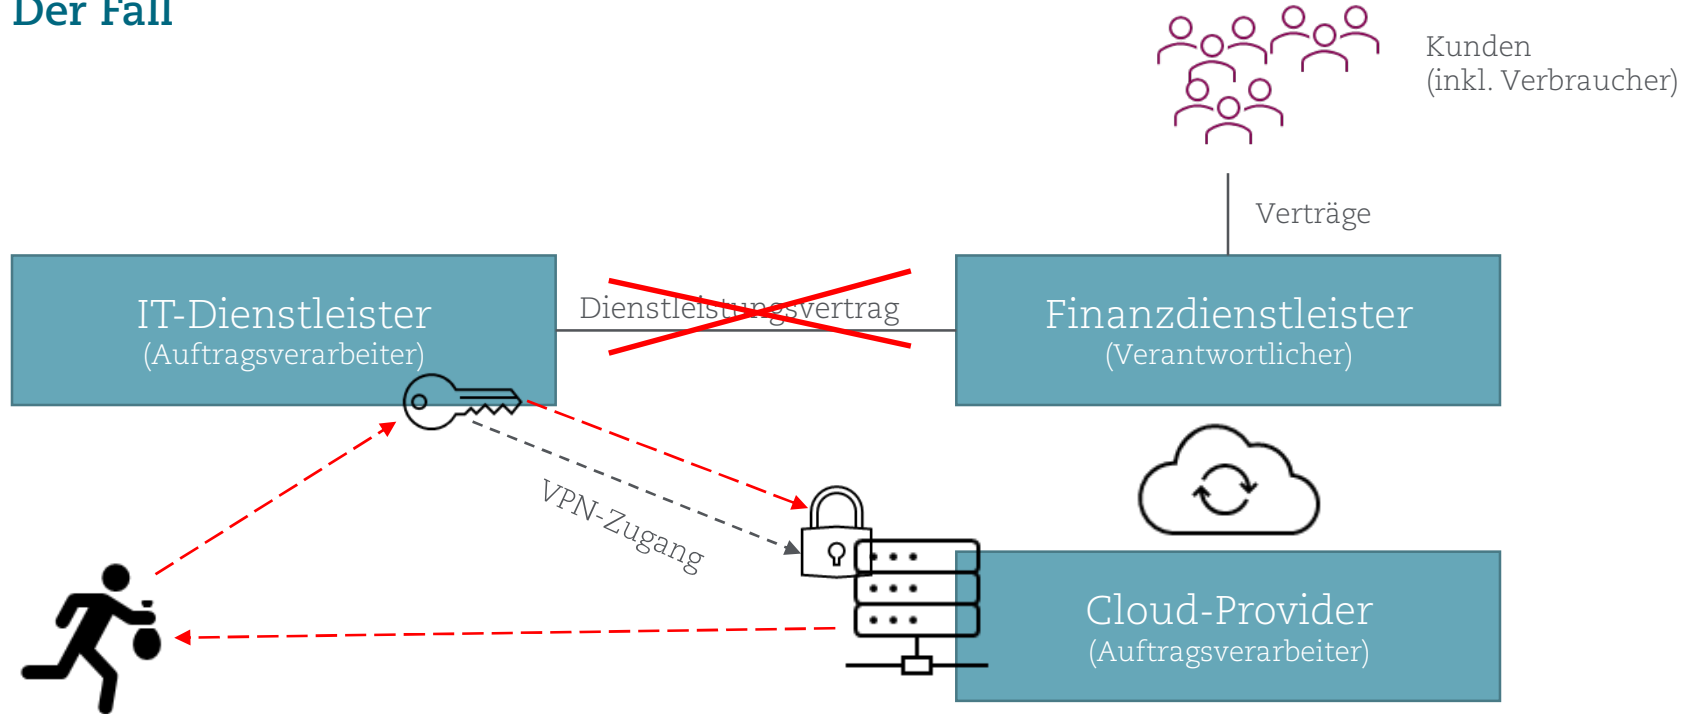 Der Fall
Kunden
(inkl. Verbraucher)
Verträge
IT-Dienstleister
(Auftragsverarbeiter)
Dienstleistungsvertrag
Finanzdienstleister
(Verantwortlicher)
VPN-Zugang
Cloud-Provider
(Auftragsverarbeiter)